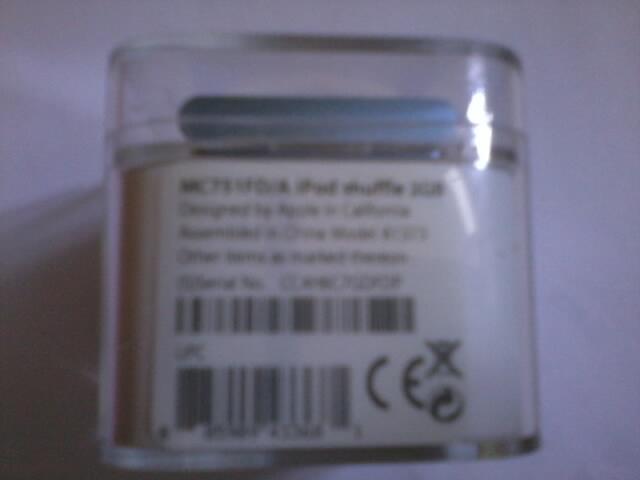 MC751FD/A iPod shuffle 2GB
Designed by Apple in California
Assembled in China Model A1373
Other items as marked thereon
(S)Serial No.
UPC
CE